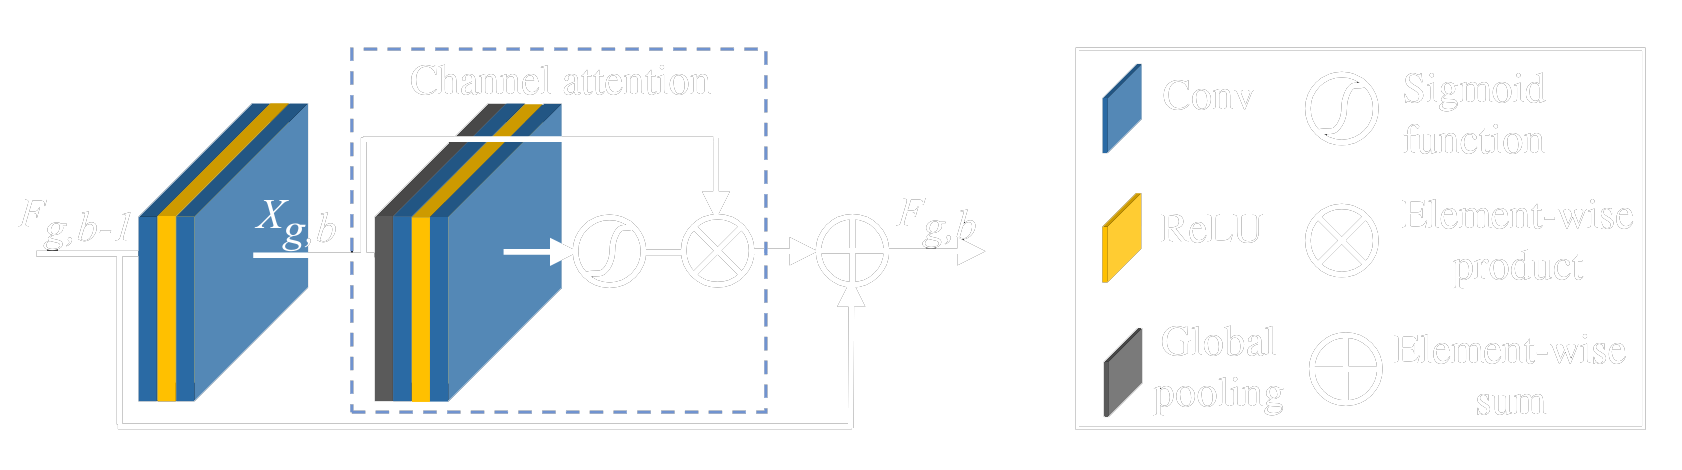 Channel attention
F_{g,b-1}
X_{g,b}
F_{g,b}
Conv
Sigmoid
function
ReLU
Element-wise
product
Global
pooling
Element-wise
sum